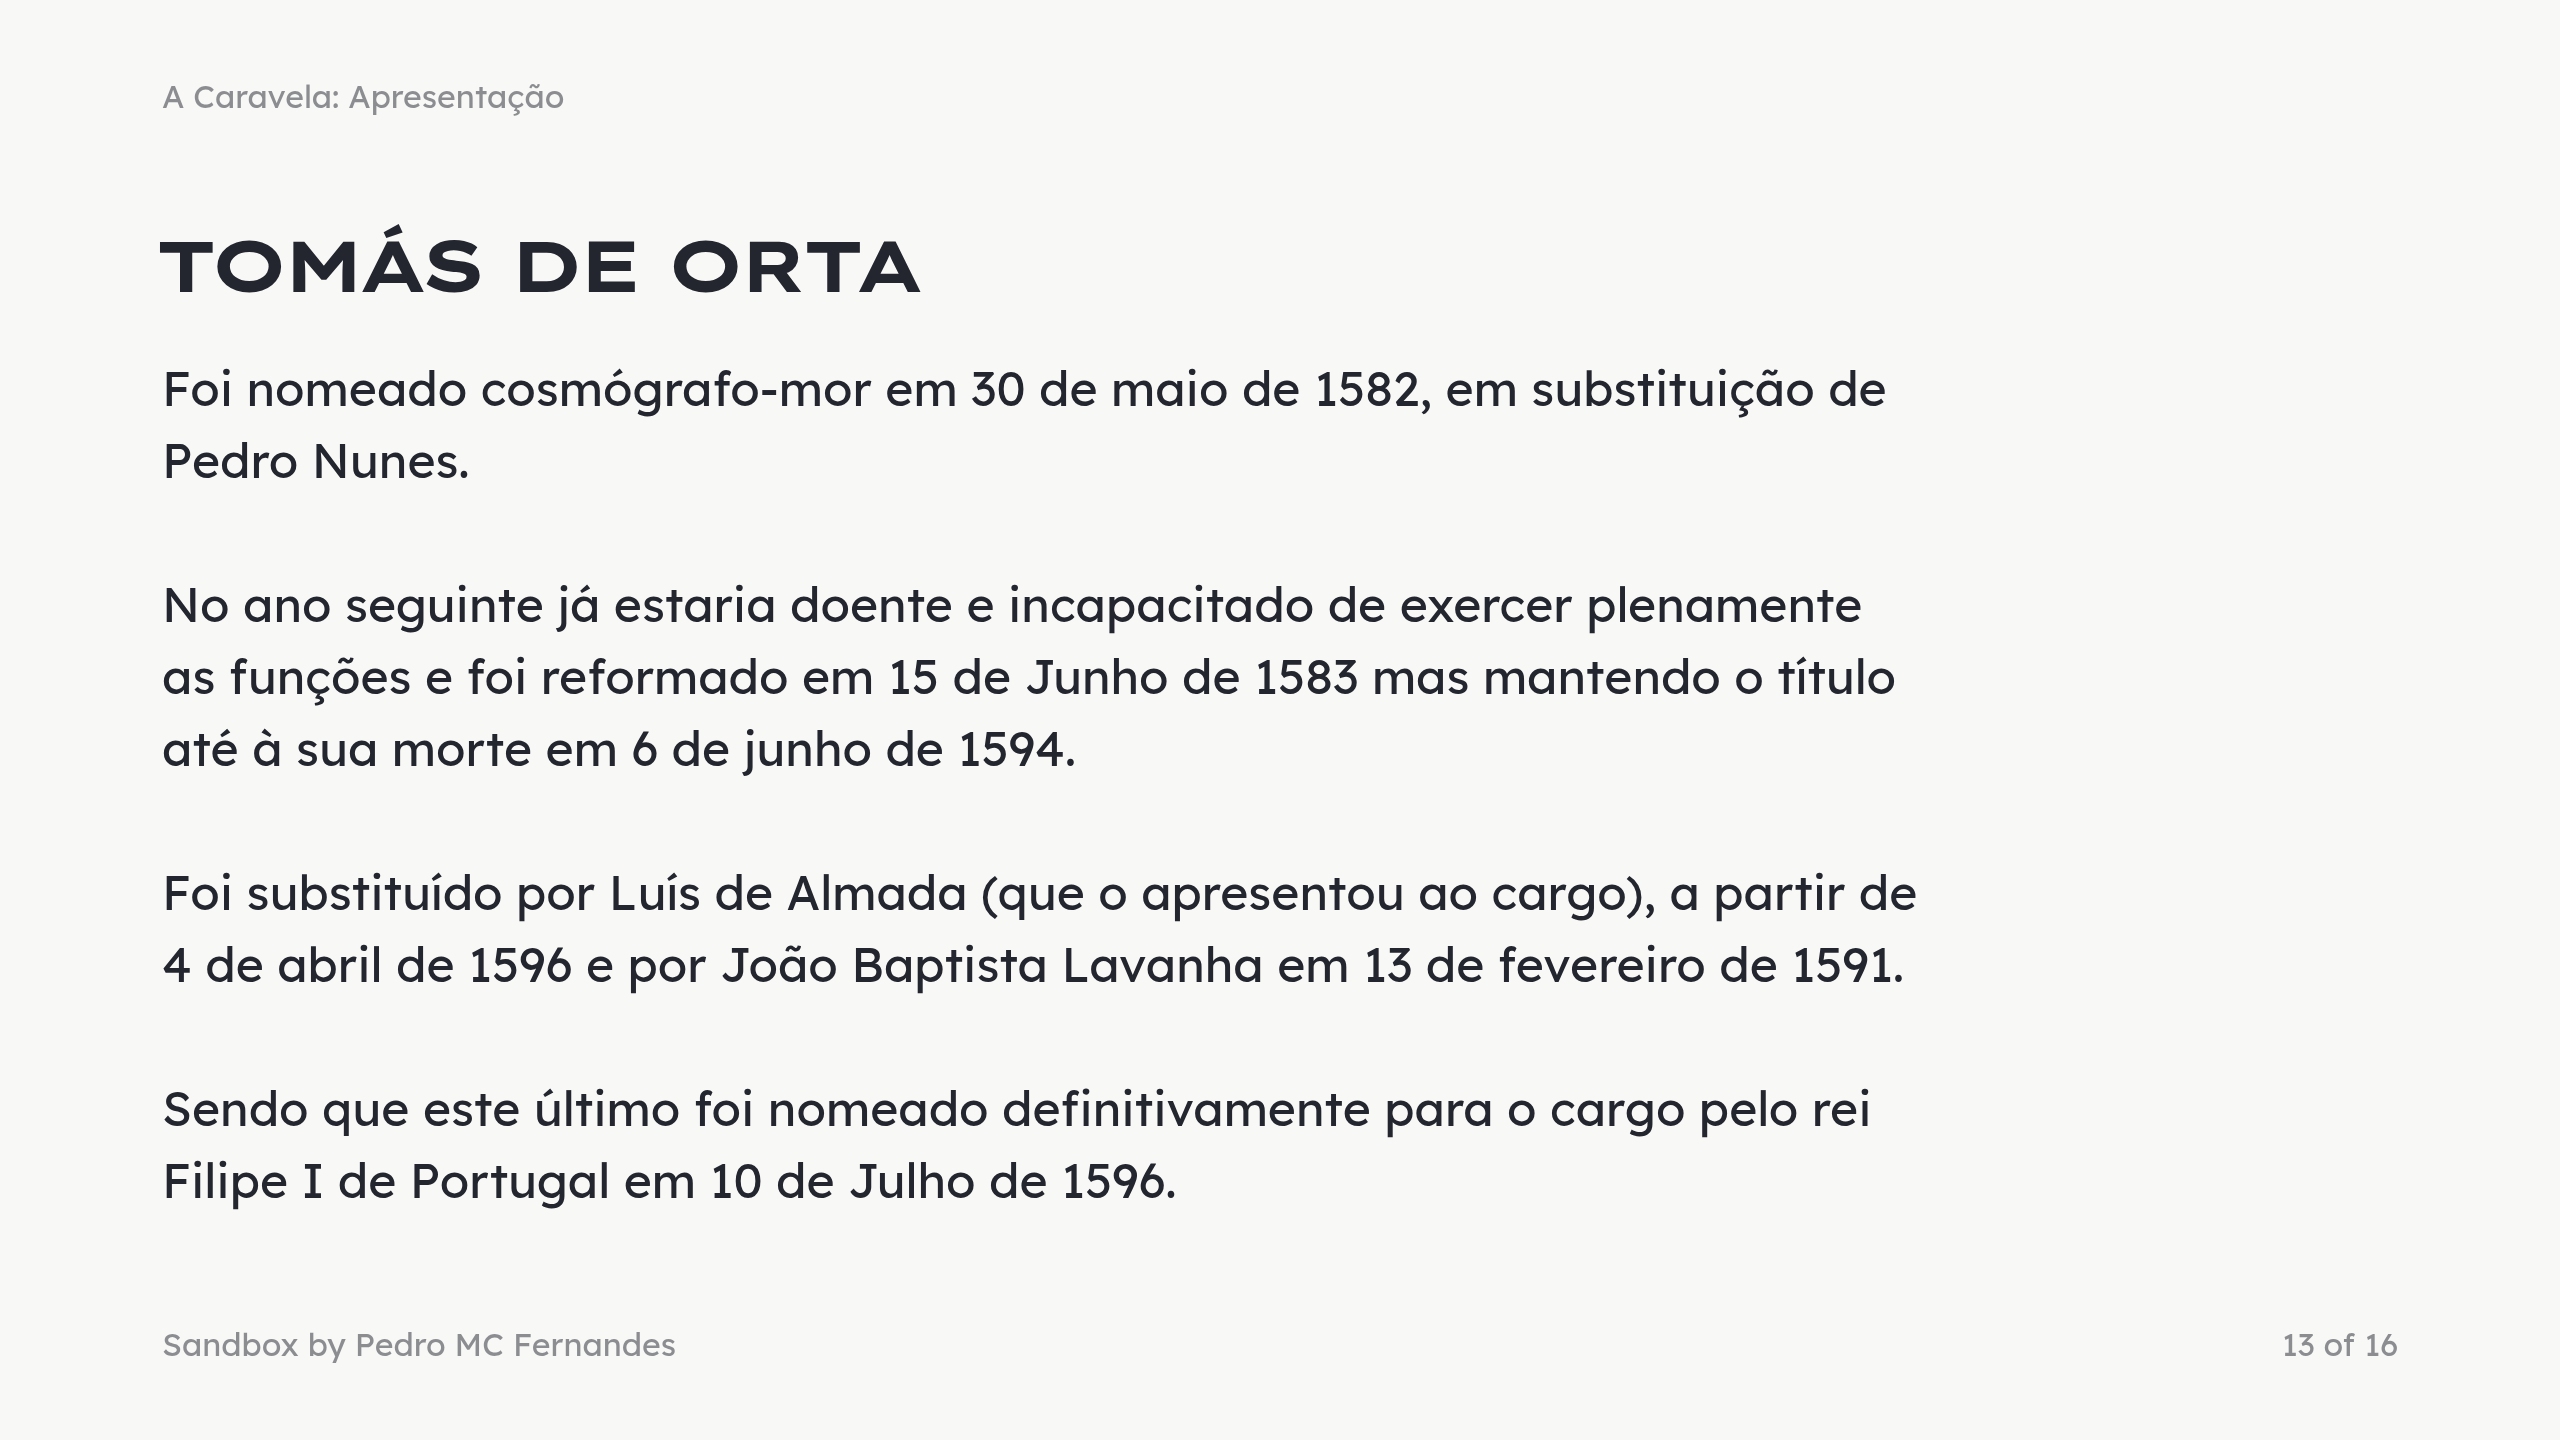 A Caravela: Apresentação
TOMÁS DE ORTA
Foi nomeado cosmógrafo-mor em 30 de maio de 1582, em substituição de
Pedro Nunes.
No ano seguinte já estaria doente e incapacitado de exercer plenamente
as funções e foi reformado em 15 de Junho de 1583 mas mantendo o título
até à sua morte em 6 de junho de 1594.
Foi substituído por Luís de Almada (que o apresentou ao cargo), a partir de
4 de abril de 1596 e por João Baptista Lavanha em 13 de fevereiro de 1591.
Sendo que este último foi nomeado definitivamente para o cargo pelo rei
Filipe I de Portugal em 10 de Julho de 1596.
Sandbox by Pedro MC Fernandes
13 of 16